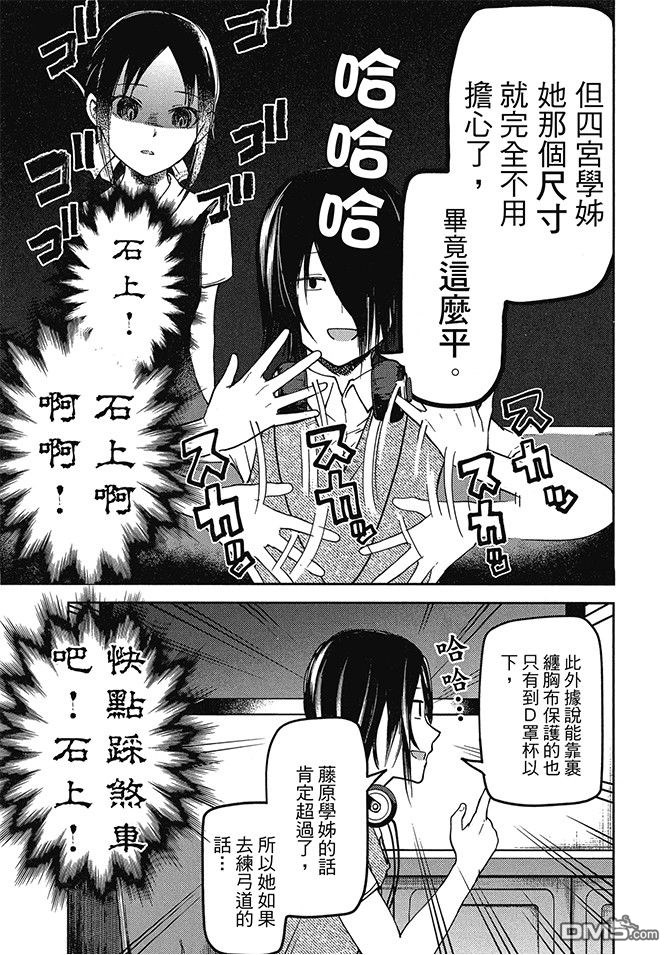 但四宮學姊
她那個尺寸
就完全不用
擔心了，
畢竟這麼平。
哈哈哈
ゴゴゴ
ゴゴゴ
石上！
石上啊
啊啊！
スカッ
スカッ
スカッ
此外據說能靠裹
纏胸布保護的也
只有到D罩杯以
下，
哈哈…
藤原學姊的話
肯定超過了，
所以她如果
去練弓道的
話…
快點踩煞車
吧！石上！
DM5.com